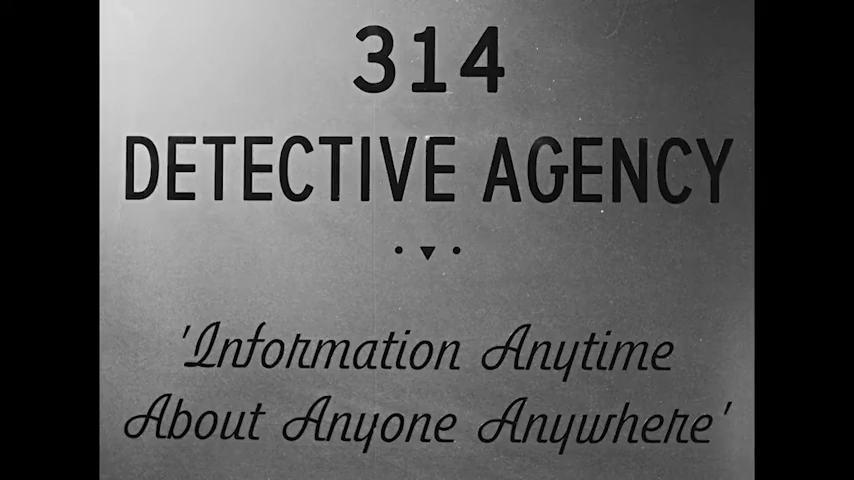 314
DETECTIVE AGENCY
'Information Anytime
About Anyone Anywhere'